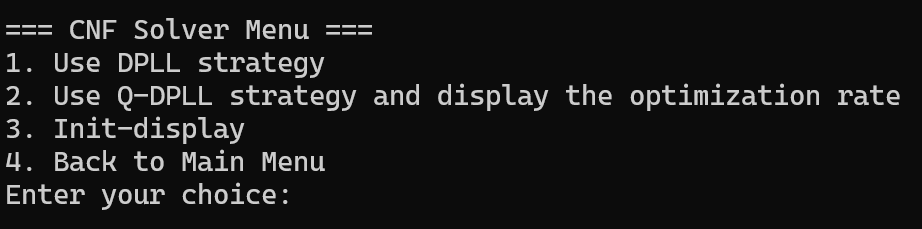 === CNF Solver Menu ===
1. Use DPLL strategy
2. Use Q-DPLL strategy and display the optimization rate
3. Init-display
4. Back to Main Menu
Enter your choice: